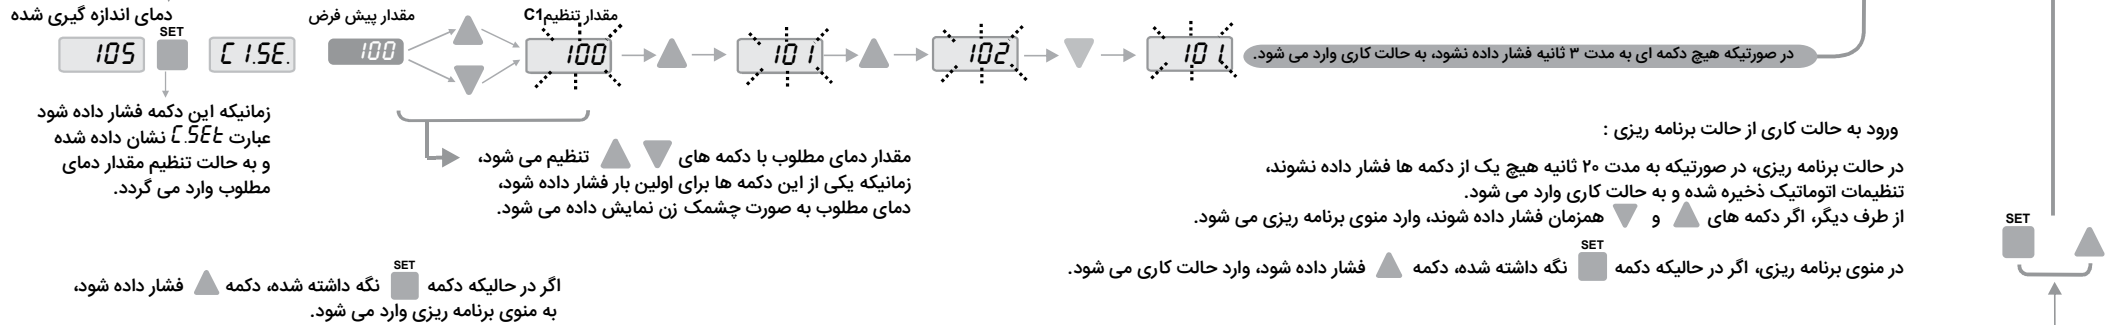 دمای اندازه گیری شده
SET
105
C1.SE.
مقدار پیش فرض
100
مقدار تنظیمC1
100
101
102.
101.
در صورتیکه هیچ دکمه ای به مدت ۳ ثانیه فشار داده نشود، به حالت کاری وارد می شود.
زمانیکه این دکمه فشار داده شود
عبارت C.SEt نشان داده شده
و به حالت تنظیم مقدار دمای
مطلوب وارد می گردد.
مقدار دمای مطلوب با دکمه های ▼ ▲ تنظیم می شود،
زمانیکه یکی از این دکمه ها برای اولین بار فشار داده شود،
دمای مطلوب به صورت چشمک زن نمایش داده می شود.
ورود به حالت کاری از حالت برنامه ریزی :
در حالت برنامه ریزی، در صورتیکه به مدت ۲۰ ثانیه هیچ یک از دکمه ها فشار داده نشوند،
تنظیمات اتوماتیک ذخیره شده و به حالت کاری وارد می شود.
از طرف دیگر، اگر دکمه های ▲ و ▼ همزمان فشار داده شوند، وارد منوی برنامه ریزی می شود.
SET
در منوی برنامه ریزی، اگر در حالیکه دکمه نگه داشته شده، دکمه ▲ فشار داده شود، وارد حالت کاری می شود.
SET
اگر در حالیکه دکمه نگه داشته شده، دکمه ▲ فشار داده شود،
به منوی برنامه ریزی وارد می شود.
SET